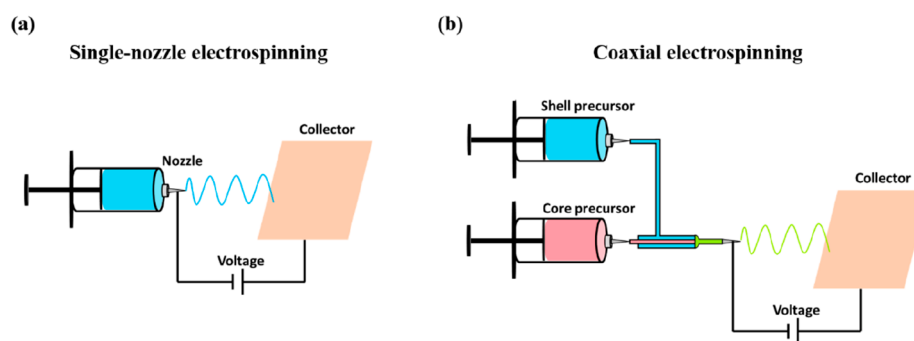 (a)
Single-nozzle electrospinning
Collector
Nozzle
Voltage
(b)
Coaxial electrospinning
Shell precursor
Core precursor
Collector
Voltage